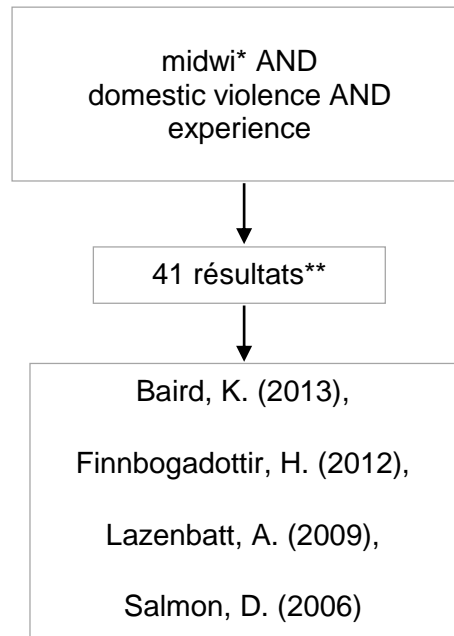 midwi* AND
domestic violence AND
experience
41 résultats**
Baird, K. (2013),
Finnbogadottir, H. (2012),
Lazenbatt, A. (2009),
Salmon, D. (2006)